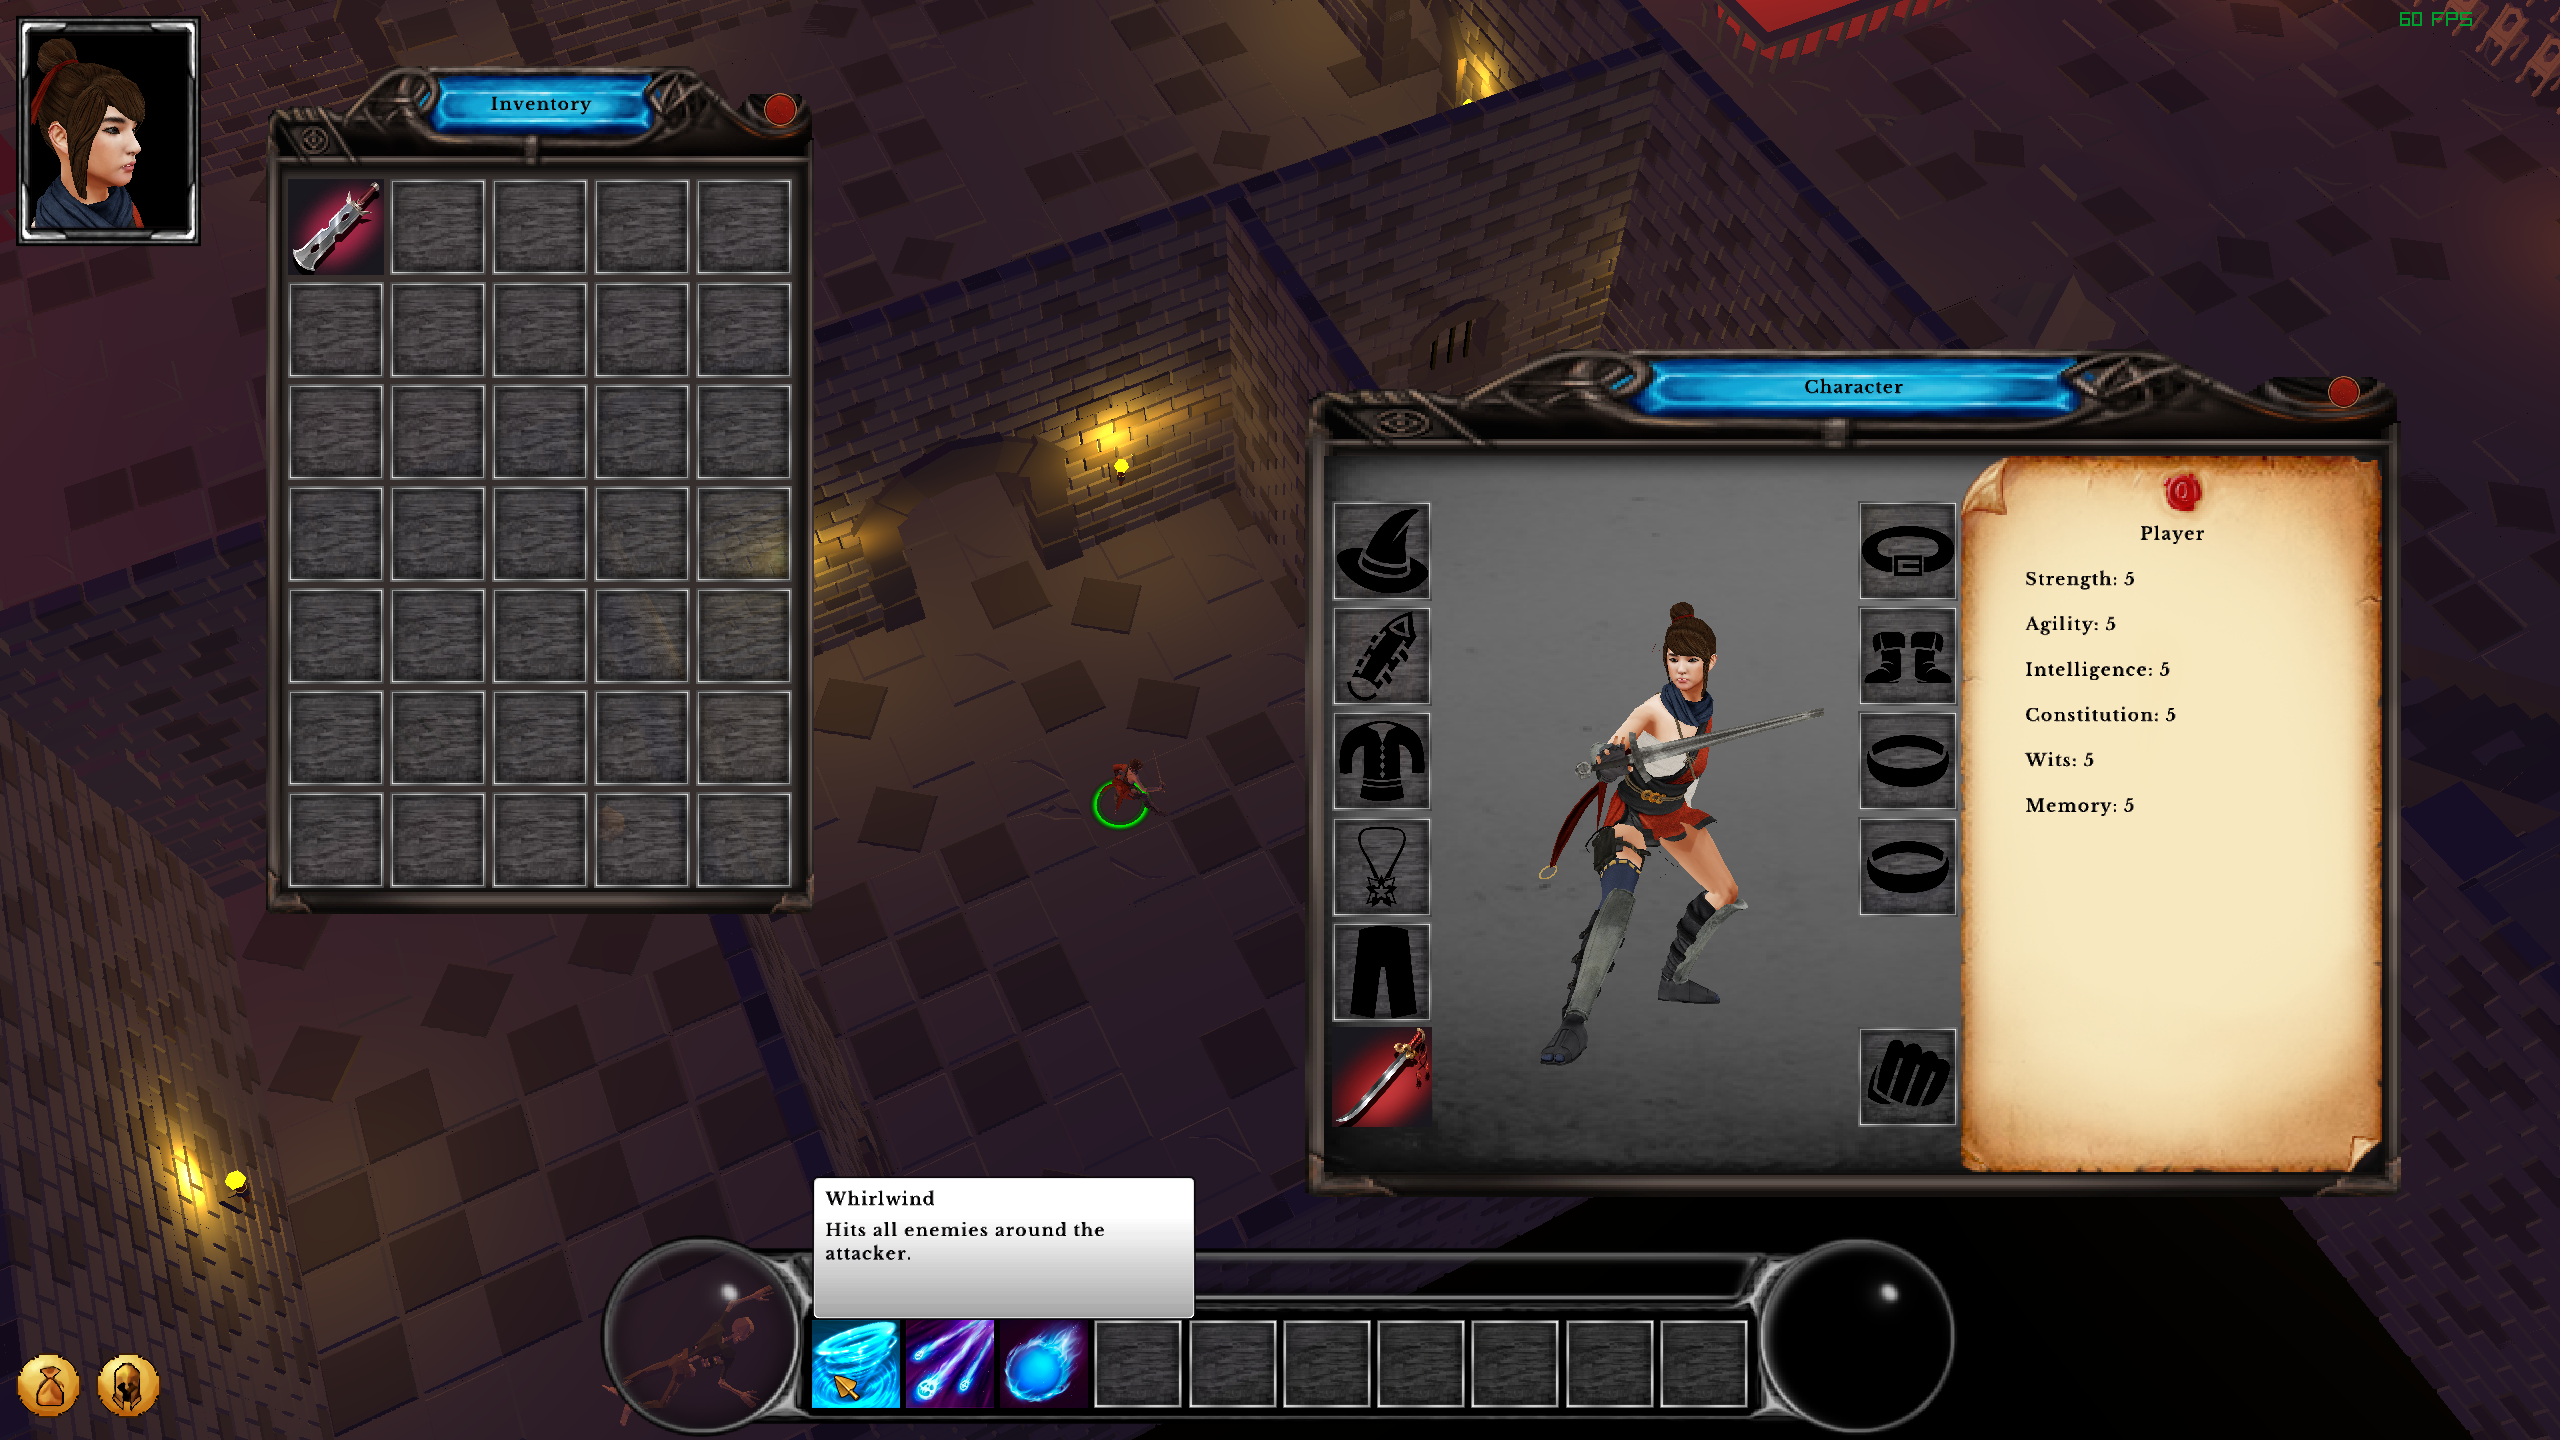 60 FPS
Inventory
Character
Player
Strength: 5
Agility: 5
Intelligence: 5
Constitution: 5
Wits: 5
Memory: 5
Whirlwind
Hits all enemies around the
attacker.